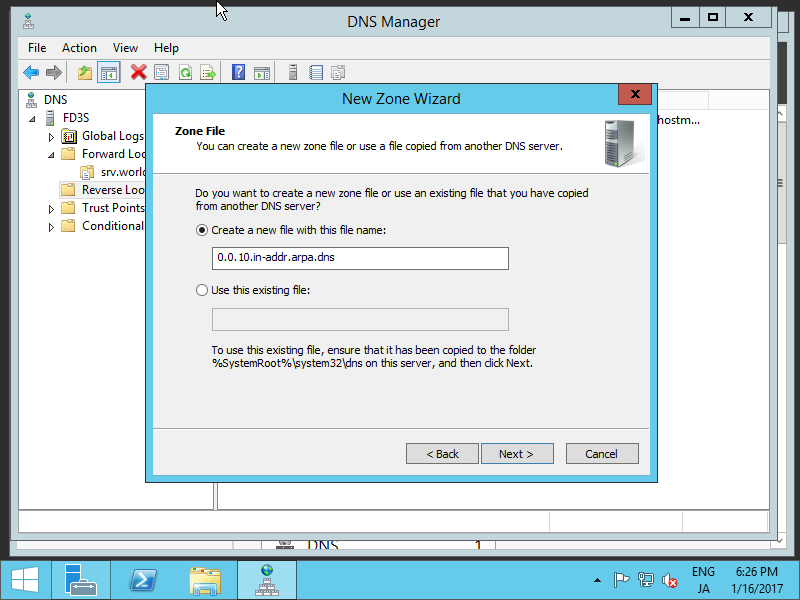 DNS Manager
File Action View Help
DNS
FD3S
Global Logs
Forward Loo
srv.world
Reverse Loo
Trust Points
Conditional
hostm...
New Zone Wizard
Zone File
You can create a new zone file or use a file copied from another DNS server.
Do you want to create a new zone file or use an existing file that you have copied
from another DNS server?
Create a new file with this file name:
0.0.10.in-addr.arpa.dns
Use this existing file:
To use this existing file, ensure that it has been copied to the folder
%SystemRoot%\system32\dns on this server, and then click Next.
< Back Next > Cancel
DNS 1
ENG 6:26 PM
JA 1/16/2017